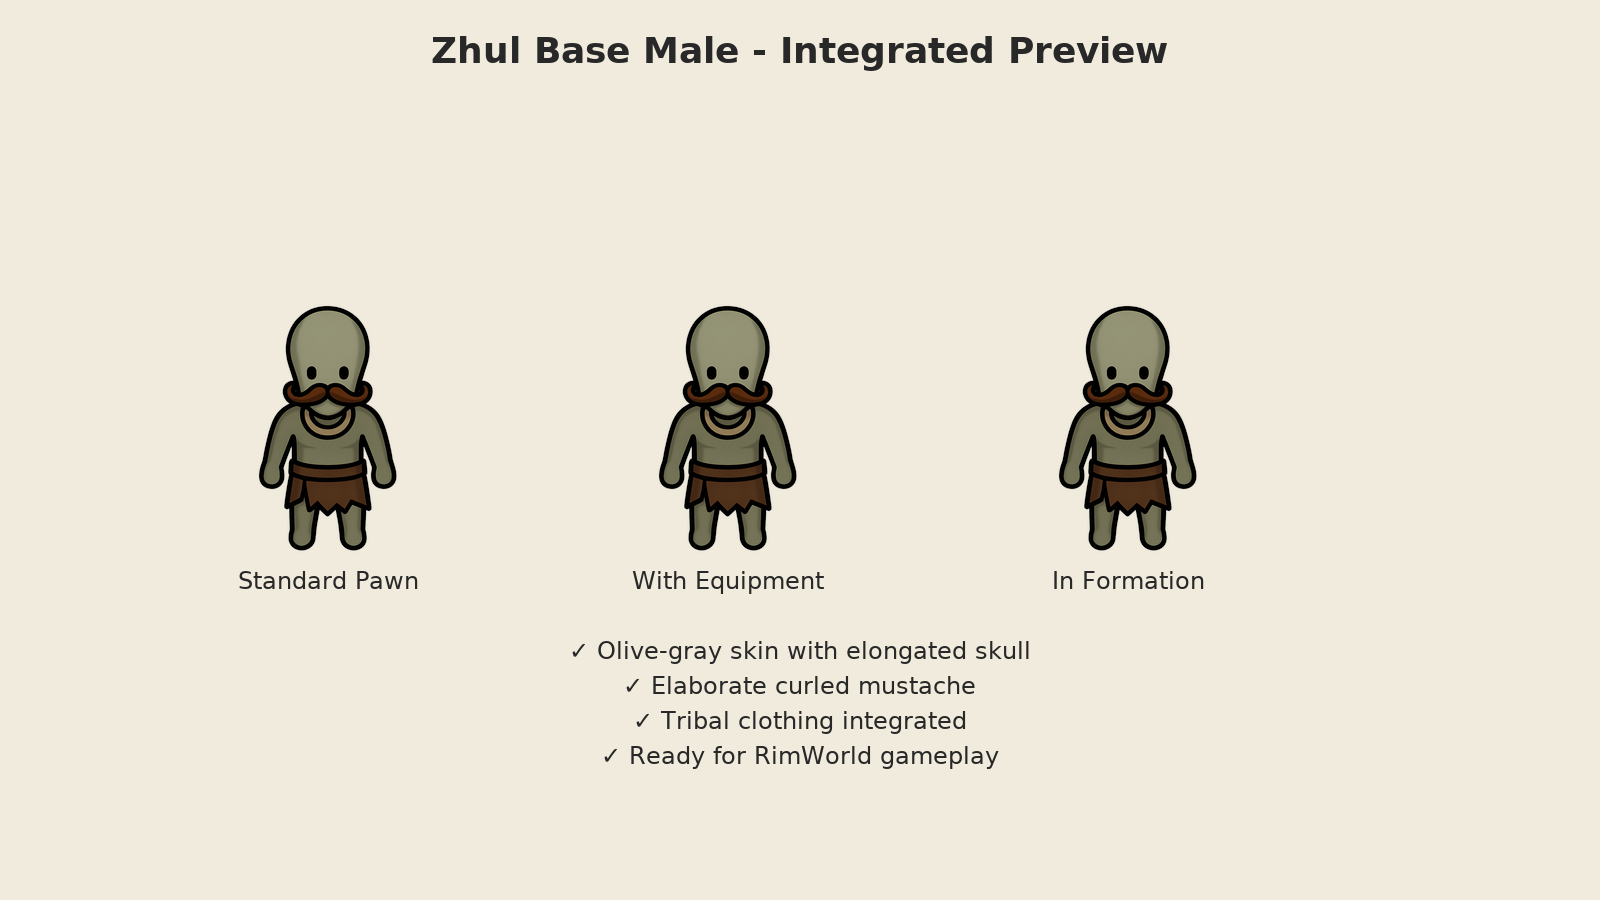 Zhul Base Male - Integrated Preview
Standard Pawn
With Equipment
In Formation
✓ Olive-gray skin with elongated skull
✓ Elaborate curled mustache
✓ Tribal clothing integrated
✓ Ready for RimWorld gameplay